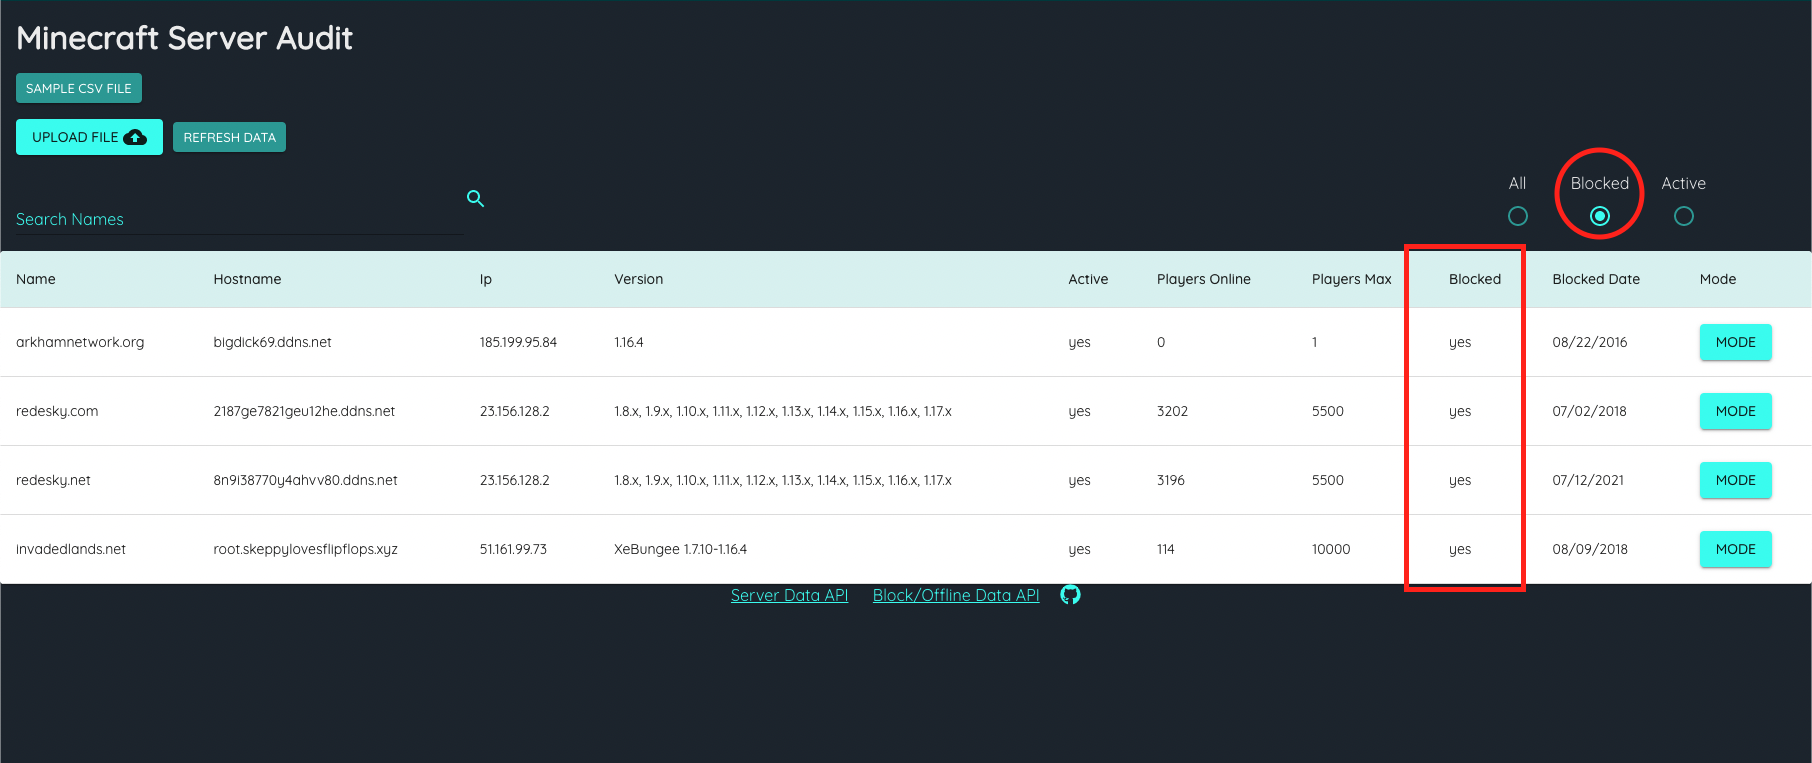 Minecraft Server Audit
SAMPLE CSV FILE
UPLOAD FILE REFRESH DATA
All Blocked Active
Search Names
Name Hostname Ip Version Active Players Online Players Max Blocked Blocked Date Mode
arkhamnetwork.org bigdick69.ddns.net 185.199.95.84 1.16.4 yes 0 1 yes 08/22/2016 MODE
redesky.com 2187ge7821geu12he.ddns.net 23.156.128.2 1.8.x, 1.9.x, 1.10.x, 1.11.x, 1.12.x, 1.13.x, 1.14.x, 1.15.x, 1.16.x, 1.17.x yes 3202 5500 yes 07/02/2018 MODE
redesky.net 8n9i38770y4ahvv80.ddns.net 23.156.128.2 1.8.x, 1.9.x, 1.10.x, 1.11.x, 1.12.x, 1.13.x, 1.14.x, 1.15.x, 1.16.x, 1.17.x yes 3196 5500 yes 07/12/2021 MODE
invadedlands.net root.skeppylovesflipflops.xyz 51.161.99.73 XeBungee 1.7.10-1.16.4 yes 114 10000 yes 08/09/2018 MODE
Server Data API Block/Offline Data API